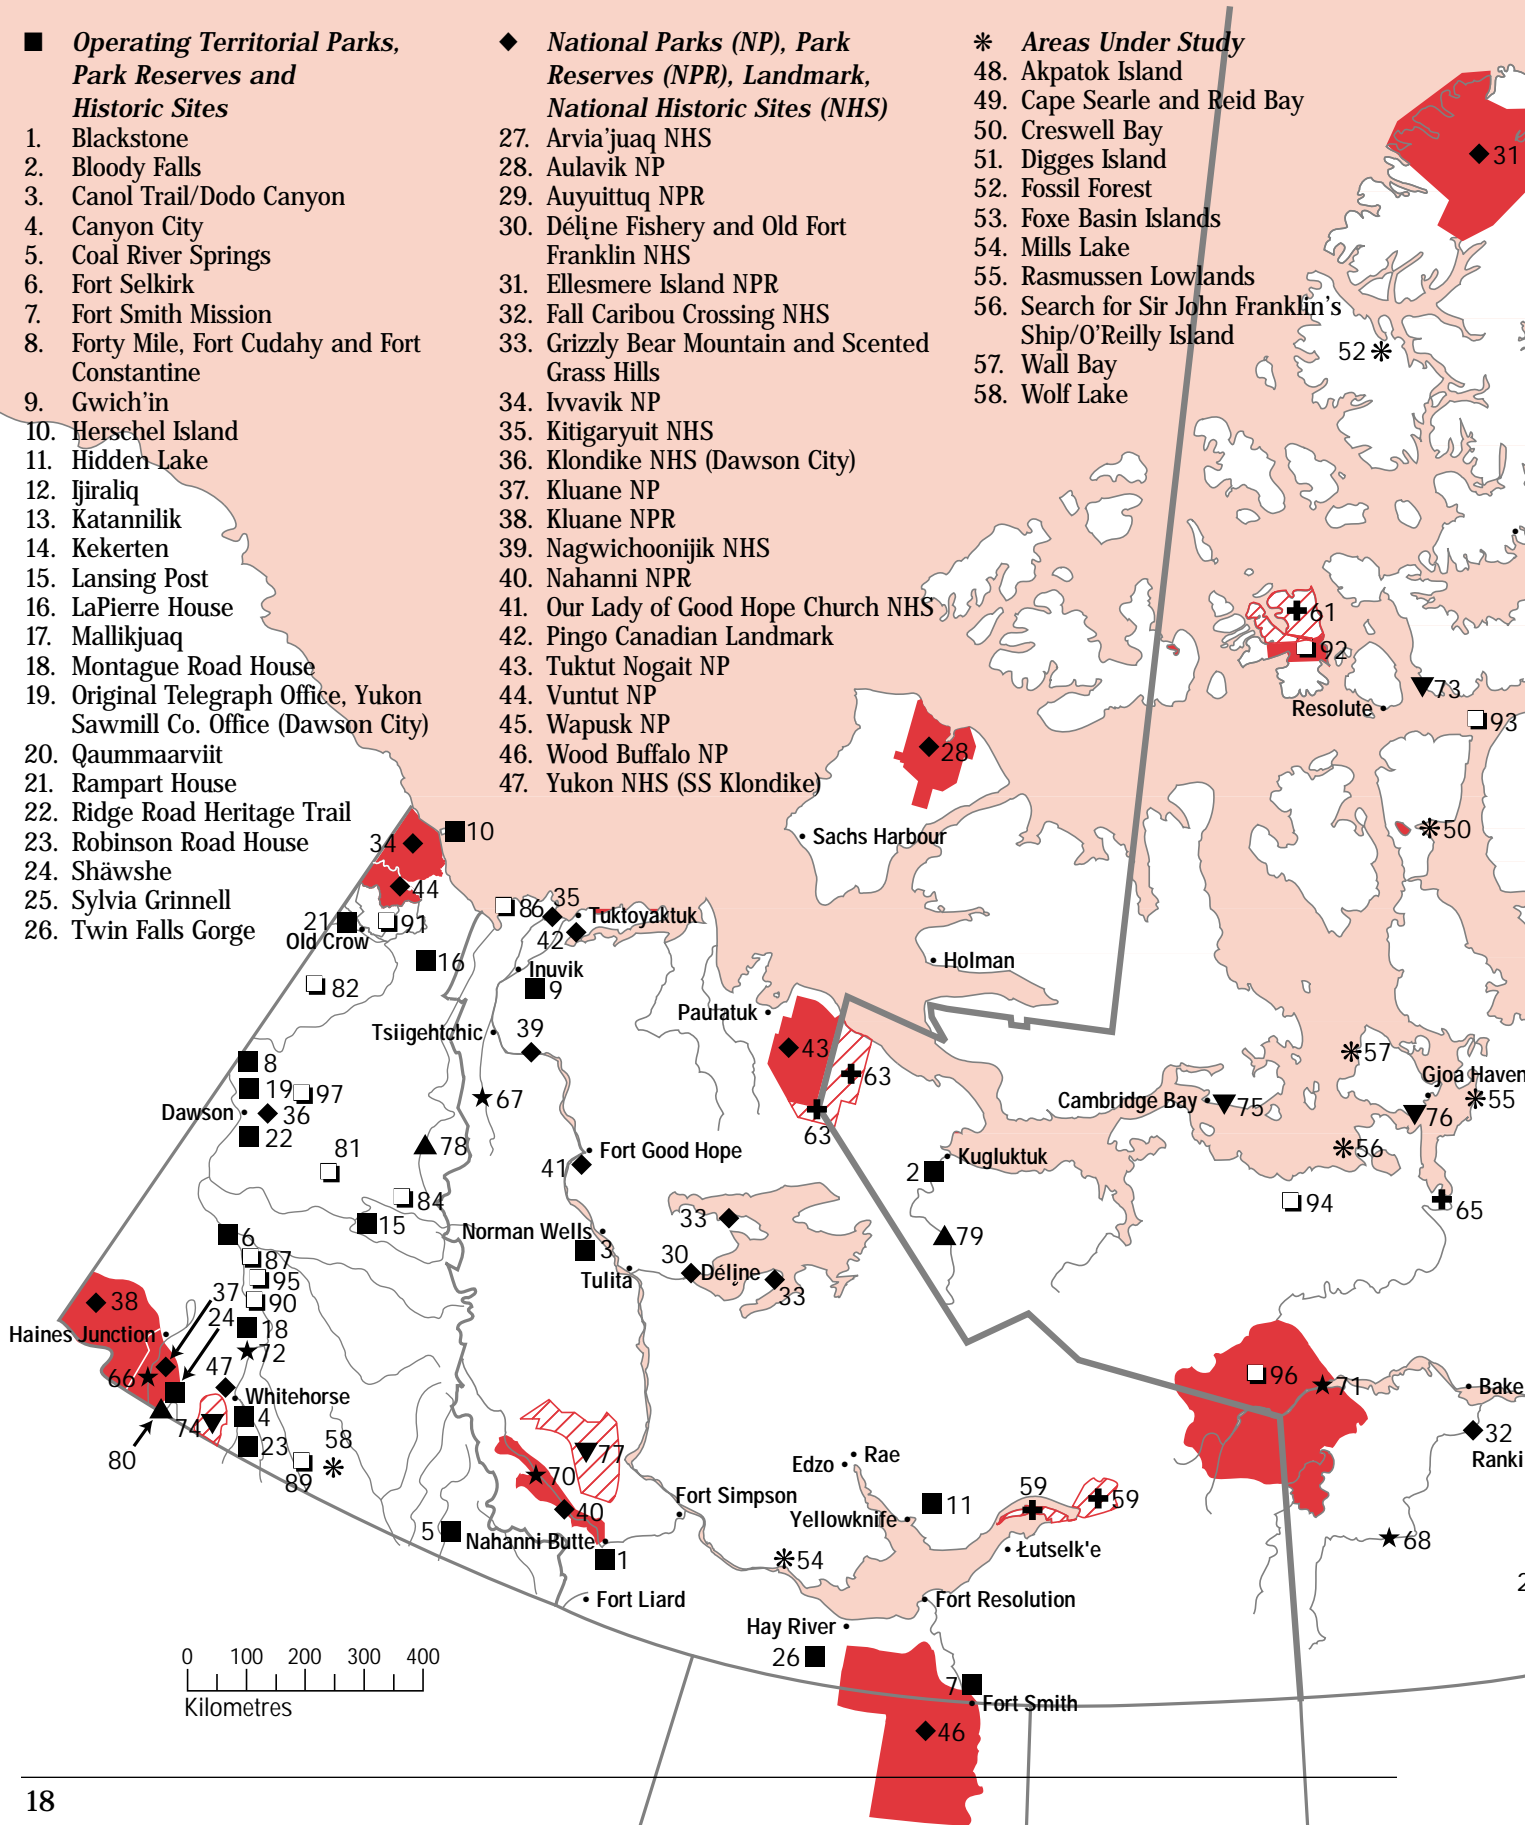 ■ Operating Territorial Parks,
Park Reserves and
Historic Sites
1. Blackstone
2. Bloody Falls
3. Canol Trail/Dodo Canyon
4. Canyon City
5. Coal River Springs
6. Fort Selkirk
7. Fort Smith Mission
8. Forty Mile, Fort Cudahy and Fort
Constantine
9. Gwich'in
10. Herschel Island
11. Hidden Lake
12. Ijiraliq
13. Katannilik
14. Kekerten
15. Lansing Post
16. LaPierre House
17. Mallikjuaq
18. Montague Road House
19. Original Telegraph Office, Yukon
Sawmill Co. Office (Dawson City)
20. Qaummaarviit
21. Rampart House
22. Ridge Road Heritage Trail
23. Robinson Road House
24. Shäwshe
25. Sylvia Grinnell
26. Twin Falls Gorge
◆ National Parks (NP), Park
Reserves (NPR), Landmark,
National Historic Sites (NHS)
27. Arvia'juaq NHS
28. Aulavik NP
29. Auyuittuq NPR
30. Déline Fishery and Old Fort
Franklin NHS
31. Ellesmere Island NPR
32. Fall Caribou Crossing NHS
33. Grizzly Bear Mountain and Scented
Grass Hills
34. Ivvavik NP
35. Kitigaryuit NHS
36. Klondike NHS (Dawson City)
37. Kluane NP
38. Kluane NPR
39. Nagwichoonijik NHS
40. Nahanni NPR
41. Our Lady of Good Hope Church NHS
42. Pingo Canadian Landmark
43. Tuktut Nogait NP
44. Vuntut NP
45. Wapusk NP
46. Wood Buffalo NP
47. Yukon NHS (SS Klondike)
❋ Areas Under Study
48. Akpatok Island
49. Cape Searle and Reid Bay
50. Creswell Bay
51. Digges Island
52. Fossil Forest
53. Foxe Basin Islands
54. Mills Lake
55. Rasmussen Lowlands
56. Search for Sir John Franklin's
Ship/O'Reilly Island
57. Wall Bay
58. Wolf Lake
31
52
61
92
73
Resolute
93
28
50
Sachs Harbour
10
34
44
86
35
Tuktoyaktuk
21
91
42
Old Crow
16
Inuvik
Holman
82
9
Paulatuk
Tsiigehtchic
39
43
57
8
63
Gjoa Haven
19
97
67
Cambridge Bay
75
55
Dawson
36
76
22
63
81
78
Fort Good Hope
56
41
2
Kugluktuk
84
94
65
15
33
Norman Wells
79
6
3
30
87
Tulita
Déline
95
33
37
38
90
24
18
Haines Junction
72
66
47
96
71
Bake
Whitehorse
74
4
32
80
23
58
77
Edzo
Rae
Ranki
89
70
59
59
Fort Simpson
11
40
Yellowknife
5
Nahanni Butte
68
1
54
Łutselk'e
Fort Liard
Fort Resolution
Hay River
26
0 100 200 300 400
7
Kilometres
Fort Smith
46
18